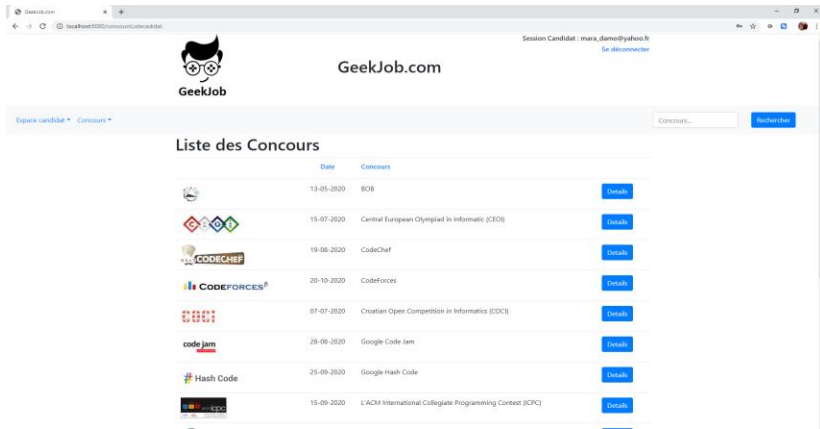 GeekJob.com
localhost:8080/concoursListecadidat
Session Candidat : mara_damo@yahoo.fr
Se déconnecter
GeekJob
GeekJob.com
Espace candidat Concours
Concours... Rechercher
Liste des Concours
Date Concours
13-05-2020 BOB Details
CEOI 15-07-2020 Central European Olympiad in Informatic (CEOI) Details
CODECHEF 19-08-2020 CodeChef Details
CODEFORCES 20-10-2020 CodeForces Details
COCI 07-07-2020 Croatian Open Competition in Informatics (COCI) Details
code jam 28-08-2020 Google Code Jam Details
# Hash Code 25-09-2020 Google Hash Code Details
icpc 15-09-2020 L'ACM International Collegiate Programming Contest (ICPC) Details